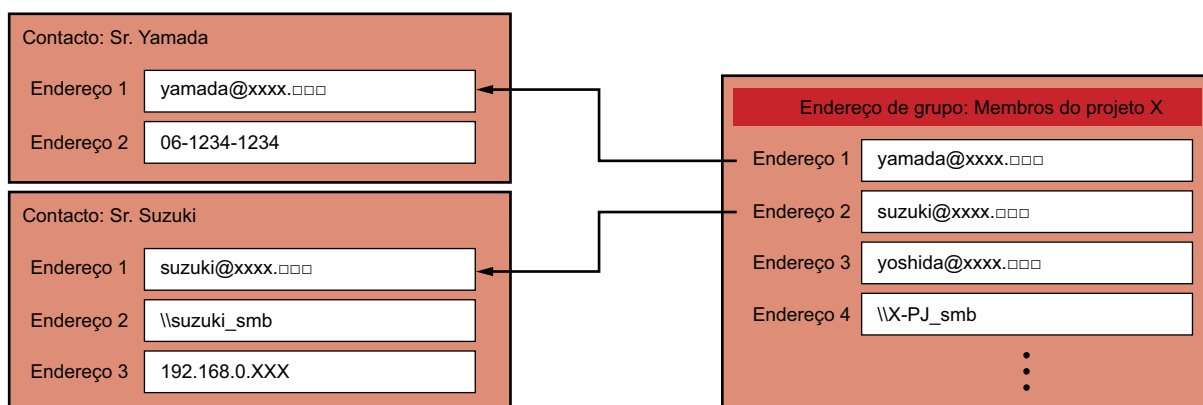 Contacto: Sr. Yamada
Endereço 1 yamada@xxxx.□□□
Endereço 2 06-1234-1234
Contacto: Sr. Suzuki
Endereço 1 suzuki@xxxx.□□□
Endereço 2 \\suzuki_smb
Endereço 3 192.168.0.XXX
Endereço de grupo: Membros do projeto X
Endereço 1 yamada@xxxx.□□□
Endereço 2 suzuki@xxxx.□□□
Endereço 3 yoshida@xxxx.□□□
Endereço 4 \\X-PJ_smb